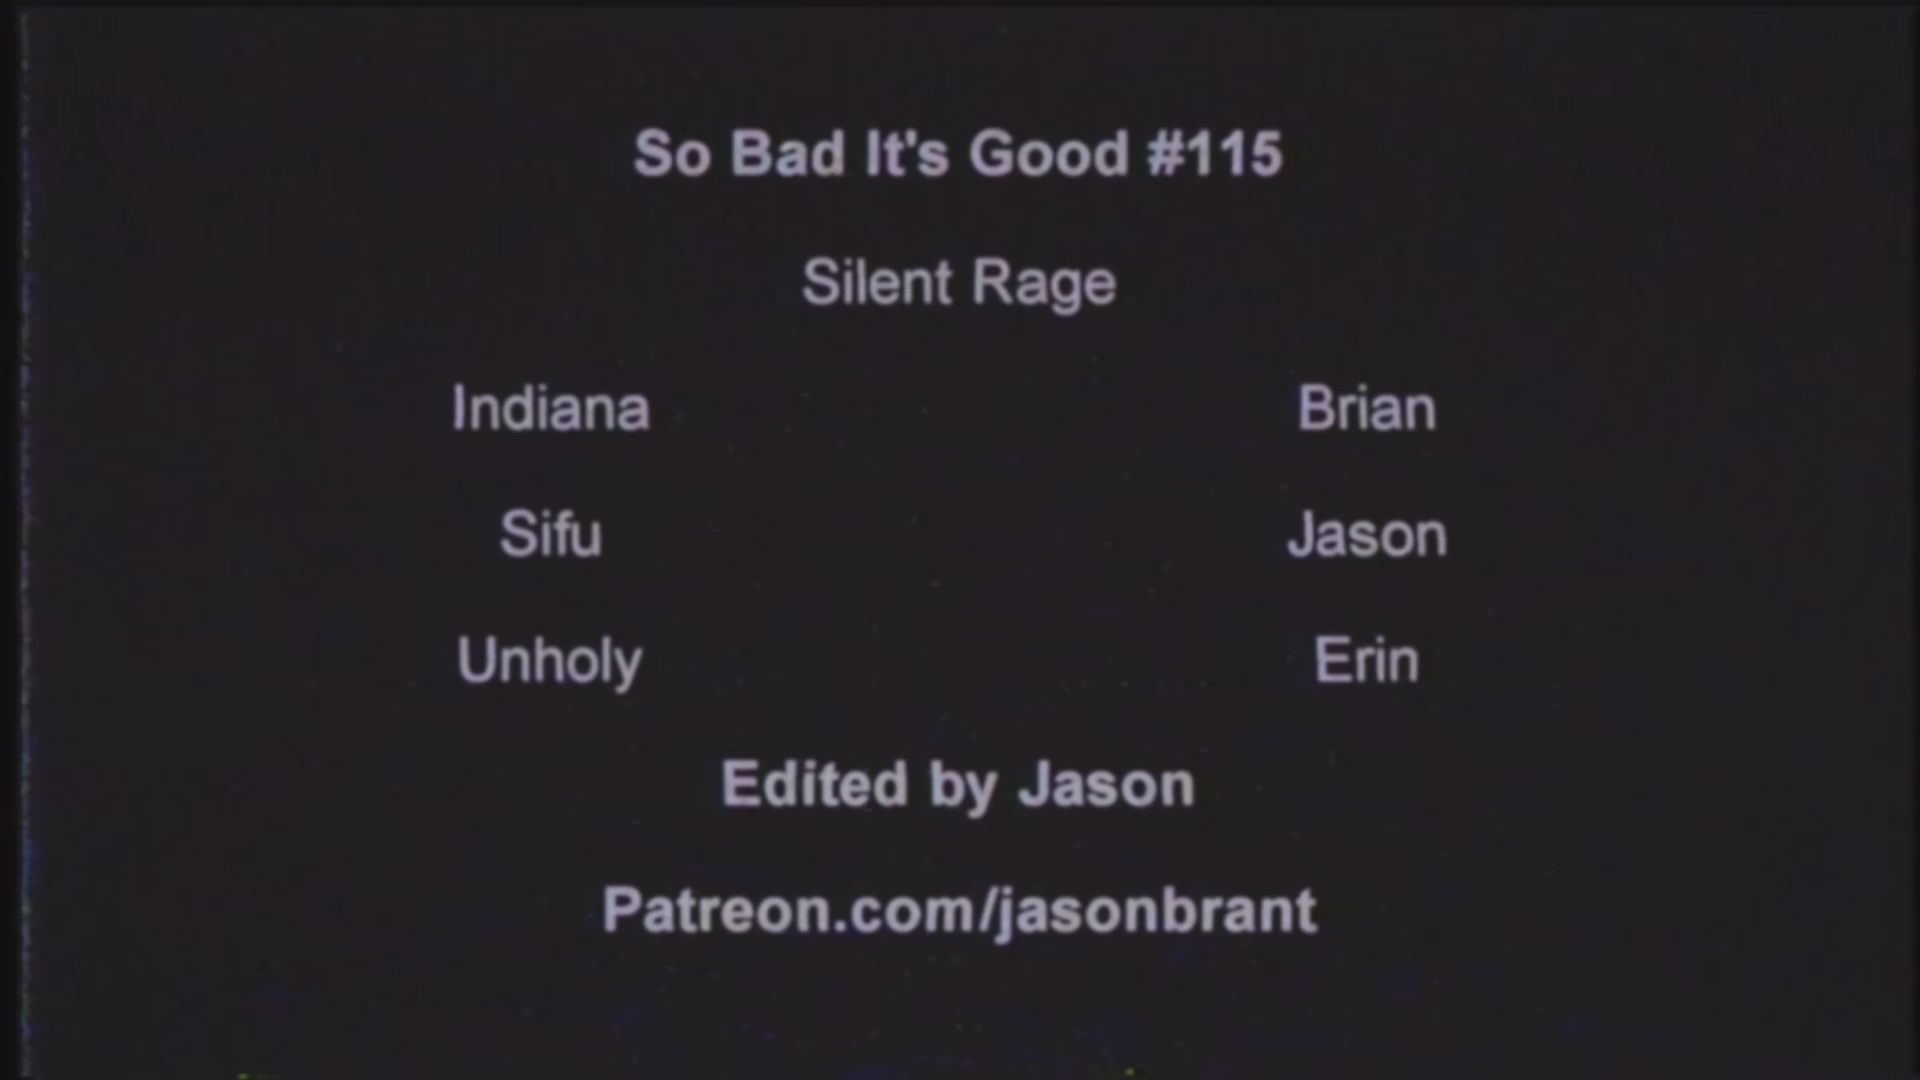 So Bad It's Good #115
Silent Rage
Indiana Brian
Sifu Jason
Unholy Erin
Edited by Jason
Patreon.com/jasonbrant